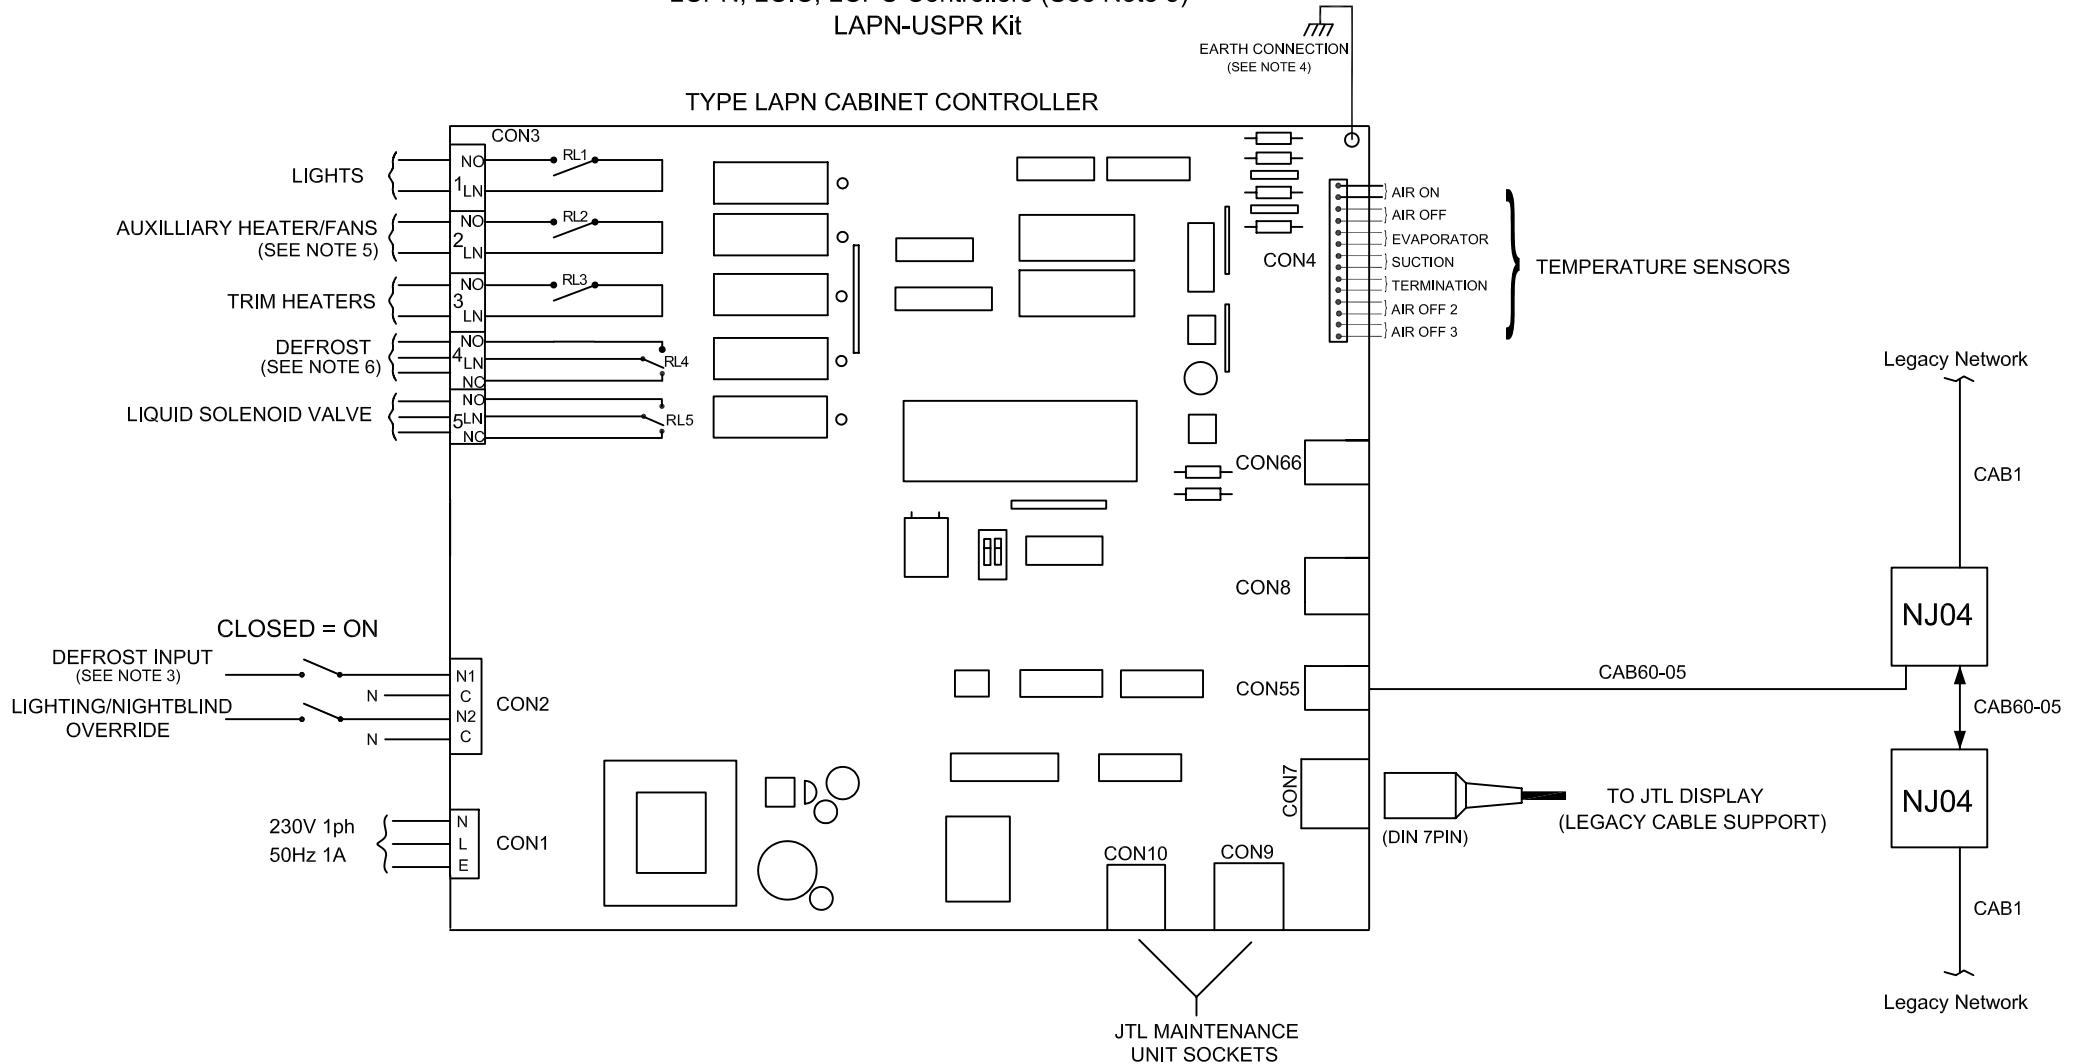 LAPN-USPR Kit
EARTH CONNECTION
(SEE NOTE 4)
TYPE LAPN CABINET CONTROLLER
CON3
LIGHTS
NO
1
LN
RL1
AUXILLIARY HEATER/FANS
(SEE NOTE 5)
NO
2
LN
RL2
TRIM HEATERS
NO
3
LN
RL3
DEFROST
(SEE NOTE 6)
NO
4
LN
NC
RL4
LIQUID SOLENOID VALVE
NO
5
LN
NC
RL5
CON4
AIR ON
AIR OFF
EVAPORATOR
SUCTION
TERMINATION
AIR OFF 2
AIR OFF 3
TEMPERATURE SENSORS
Legacy Network
CAB1
CON66
CON8
NJ04
CLOSED = ON
DEFROST INPUT
(SEE NOTE 3)
N
LIGHTING/NIGHTBLIND
OVERRIDE
N
N1
C
N2
C
CON2
CON55
CAB60-05
CAB60-05
CON7
(DIN 7PIN)
TO JTL DISPLAY
(LEGACY CABLE SUPPORT)
NJ04
230V 1ph
50Hz 1A
N
L
E
CON1
CON10
CON9
CAB1
Legacy Network
JTL MAINTENANCE
UNIT SOCKETS